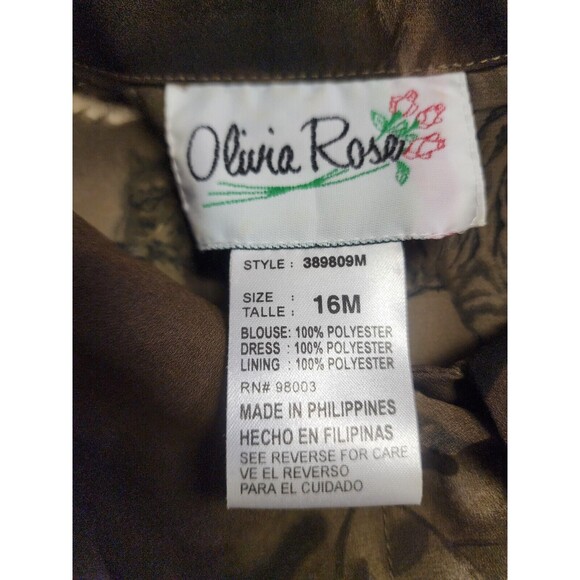 Olivia Rose
STYLE : 389809M
SIZE :
TALLE : 16M
BLOUSE: 100% POLYESTER
DRESS : 100% POLYESTER
LINING : 100% POLYESTER
RN# 98003
MADE IN PHILIPPINES
HECHO EN FILIPINAS
SEE REVERSE FOR CARE
VE EL REVERSO
PARA EL CUIDADO